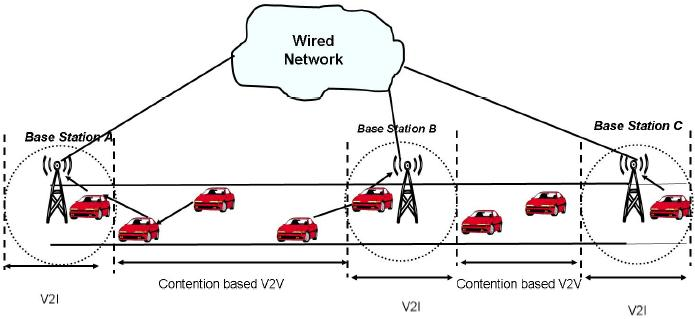 Wired
Network
Base Station A
Base Station B
Base Station C
Contention based V2V
Contention based V2V
V2I
V2I
V2I